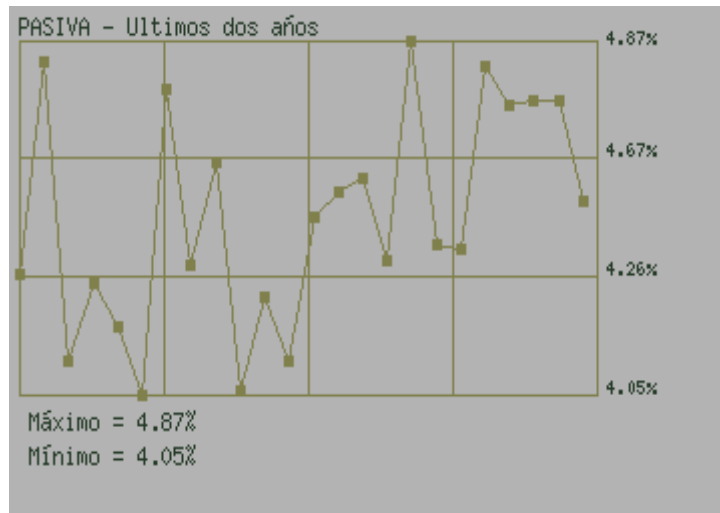 PASIVA - Ultimos dos años
4.87%
4.67%
4.26%
4.05%
Máximo = 4.87%
Mínimo = 4.05%